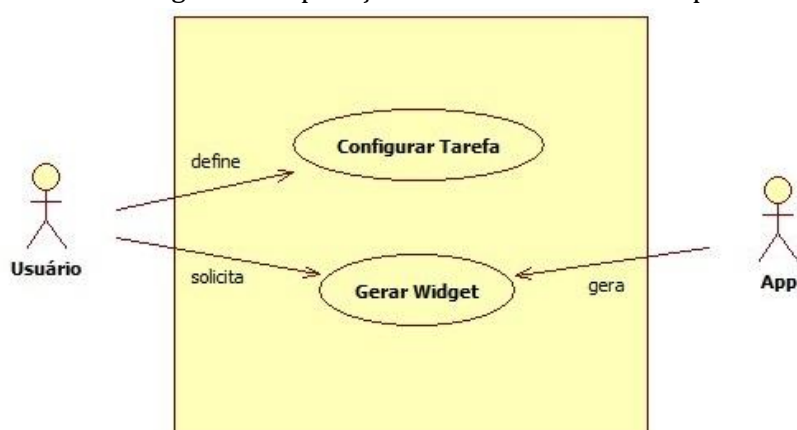 Configurar Tarefa
define
Usuário
solicita
Gerar Widget
gera
App